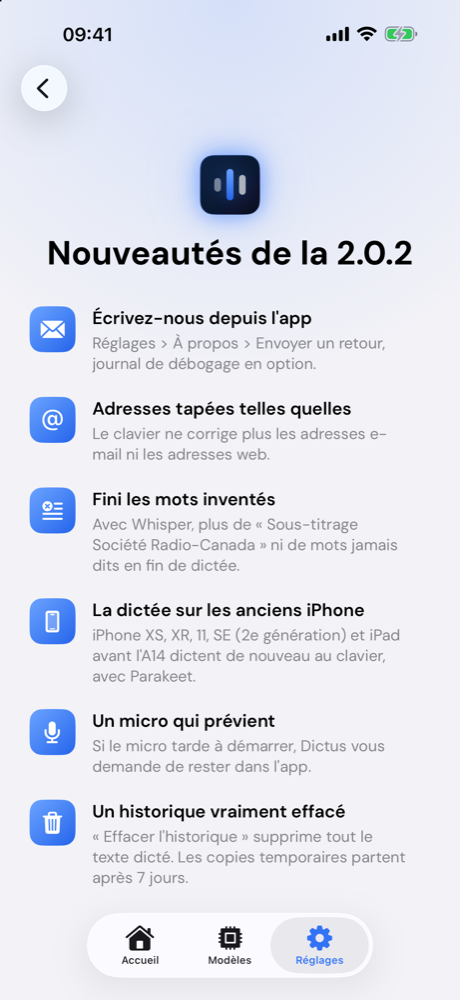 09:41
Nouveautés de la 2.0.2
Écrivez-nous depuis l'app
Réglages > À propos > Envoyer un retour,
journal de débogage en option.
Adresses tapées telles quelles
Le clavier ne corrige plus les adresses e-
mail ni les adresses web.
Fini les mots inventés
Avec Whisper, plus de « Sous-titrage
Société Radio-Canada » ni de mots jamais
dits en fin de dictée.
La dictée sur les anciens iPhone
iPhone XS, XR, 11, SE (2e génération) et iPad
avant l'A14 dictent de nouveau au clavier,
avec Parakeet.
Un micro qui prévient
Si le micro tarde à démarrer, Dictus vous
demande de rester dans l'app.
Un historique vraiment effacé
« Effacer l'historique » supprime tout le
texte dicté. Les copies temporaires partent
après 7 jours.
Accueil Modèles Réglages